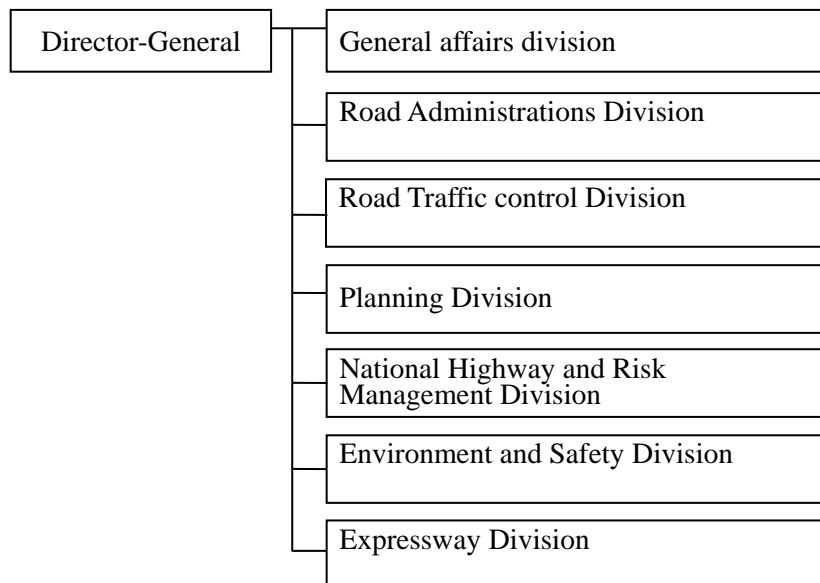 Director-General
General affairs division
Road Administrations Division
Road Traffic control Division
Planning Division
National Highway and Risk
Management Division
Environment and Safety Division
Expressway Division